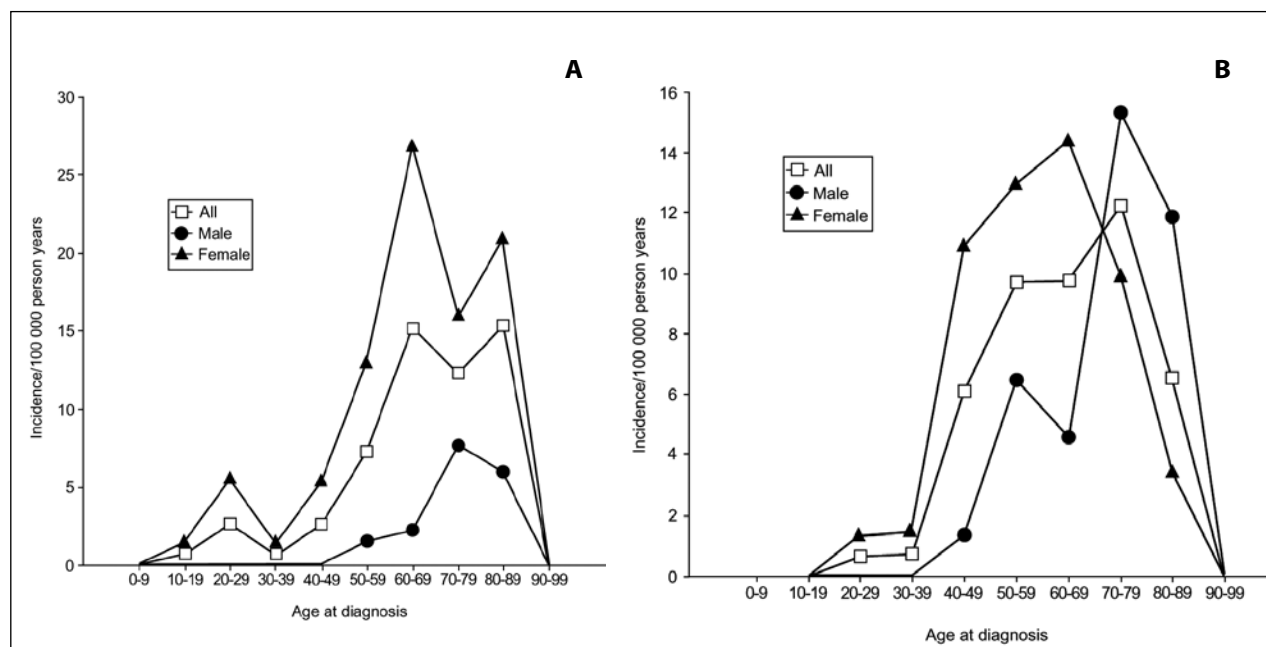 A
30
25
20
15
10
5
0
Incidence/100 000 person years
All
Male
Female
0-9 10-19 20-29 30-39 40-49 50-59 60-69 70-79 80-89 90-99
Age at diagnosis
B
16
14
12
10
8
6
4
2
0
Incidence/100 000 person years
All
Male
Female
0-9 10-19 20-29 30-39 40-49 50-59 60-69 70-79 80-89 90-99
Age at diagnosis